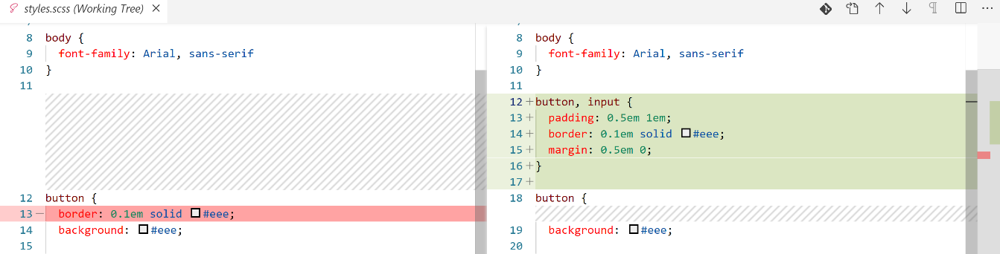 styles.scss (Working Tree)
8 body {
9 font-family: Arial, sans-serif
10 }
11
12 button {
13 − border: 0.1em solid #eee;
14 background: #eee;
15
8 body {
9 font-family: Arial, sans-serif
10 }
11
12 + button, input {
13 + padding: 0.5em 1em;
14 + border: 0.1em solid #eee;
15 + margin: 0.5em 0;
16 + }
17 +
18 button {
19 background: #eee;
20